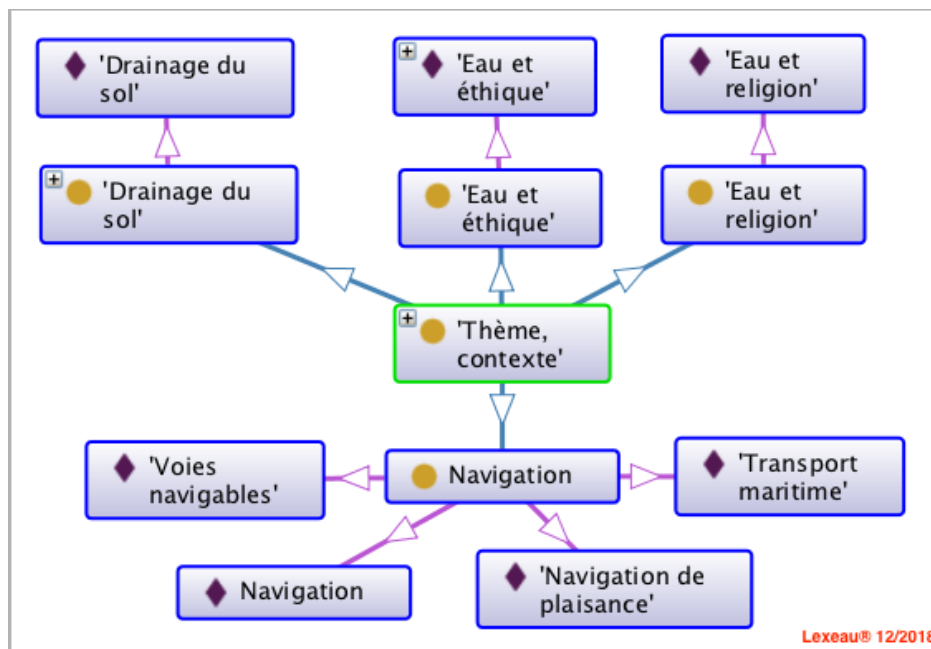 'Drainage du
sol'
'Eau et
éthique'
'Eau et
religion'
'Drainage du
sol'
'Eau et
éthique'
'Eau et
religion'
'Thème,
contexte'
'Voies
navigables'
Navigation
'Transport
maritime'
Navigation
'Navigation de
plaisance'
Lexeau® 12/2018